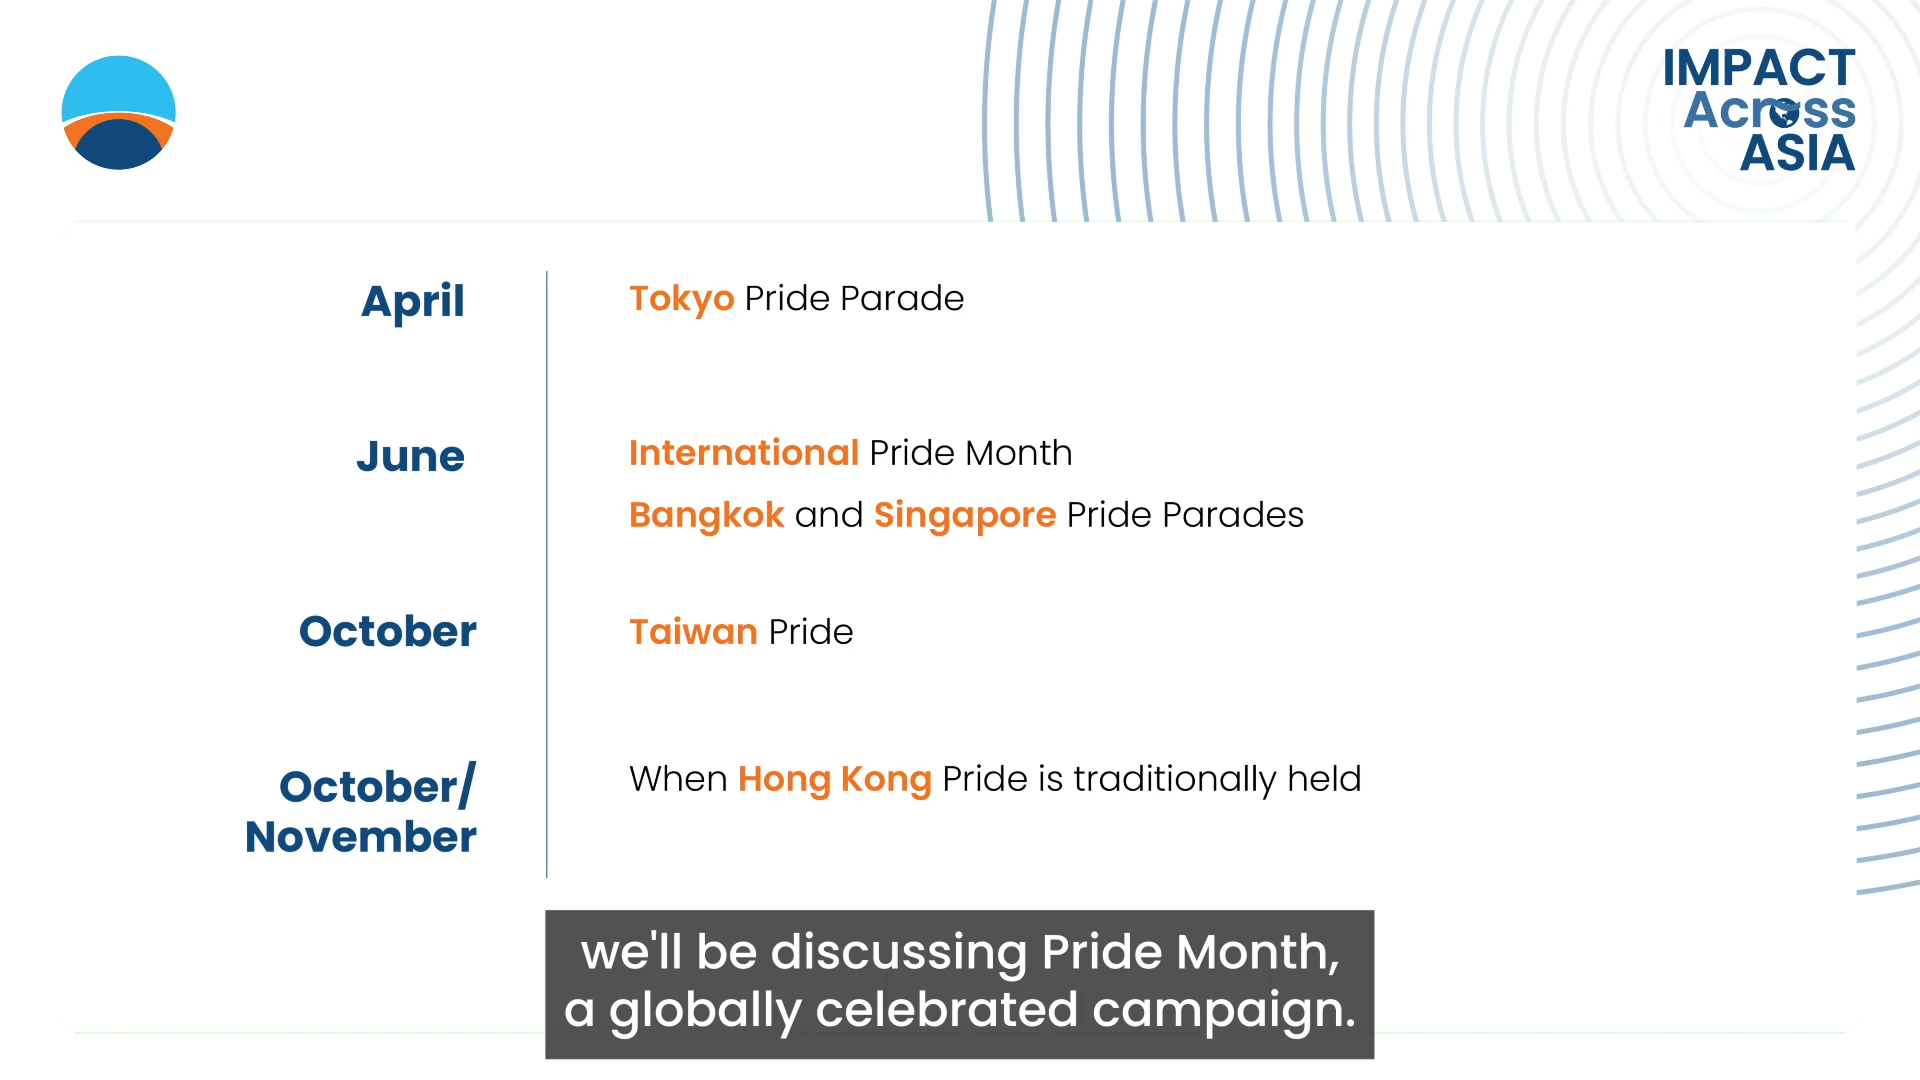 IMPACT
Across
ASIA
April
Tokyo Pride Parade
June
International Pride Month
Bangkok and Singapore Pride Parades
October
Taiwan Pride
October/
November
When Hong Kong Pride is traditionally held
we'll be discussing Pride Month,
a globally celebrated campaign.